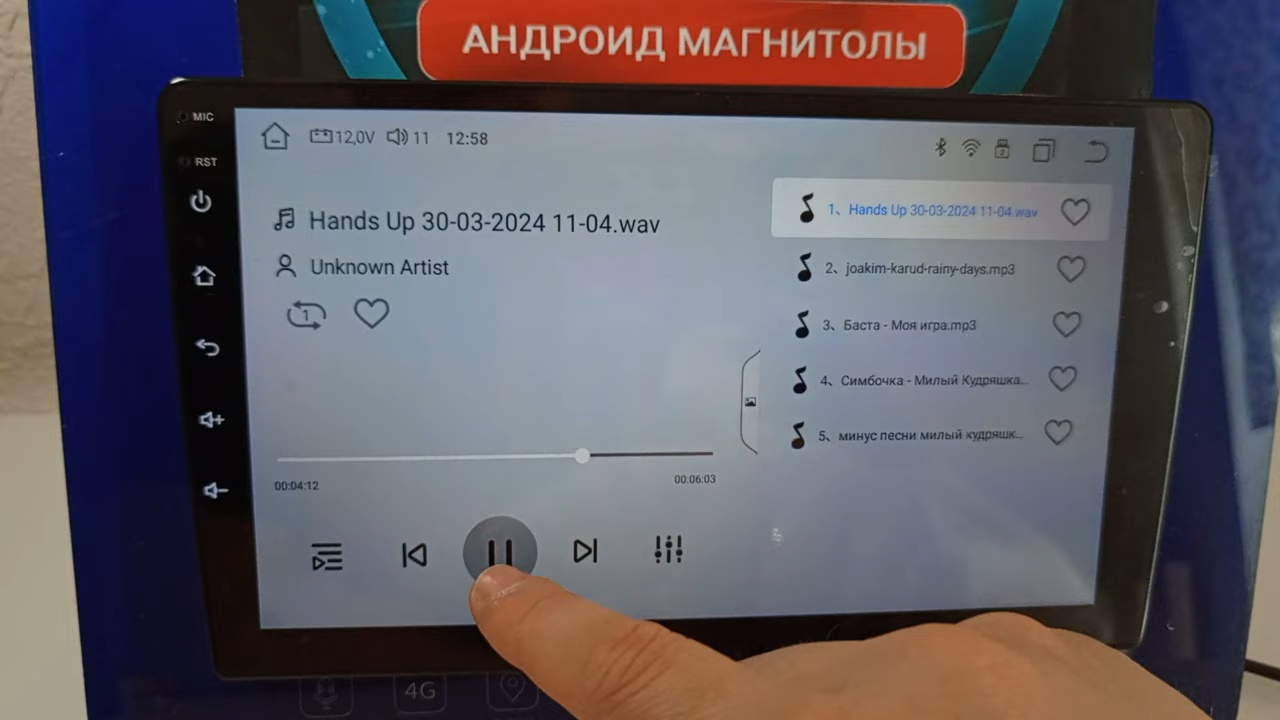 АНДРОИД МАГНИТОЛЫ
MIC
12,0V 11 12:58
2
RST
Hands Up 30-03-2024 11-04.wav
Unknown Artist
1
1、Hands Up 30-03-2024 11-04.wav
2、joakim-karud-rainy-days.mp3
3、Баста - Моя игра.mp3
4、Симбочка - Милый Кудряшка...
5、минус песни милый кудряшк...
00:04:12
00:06:03
4G